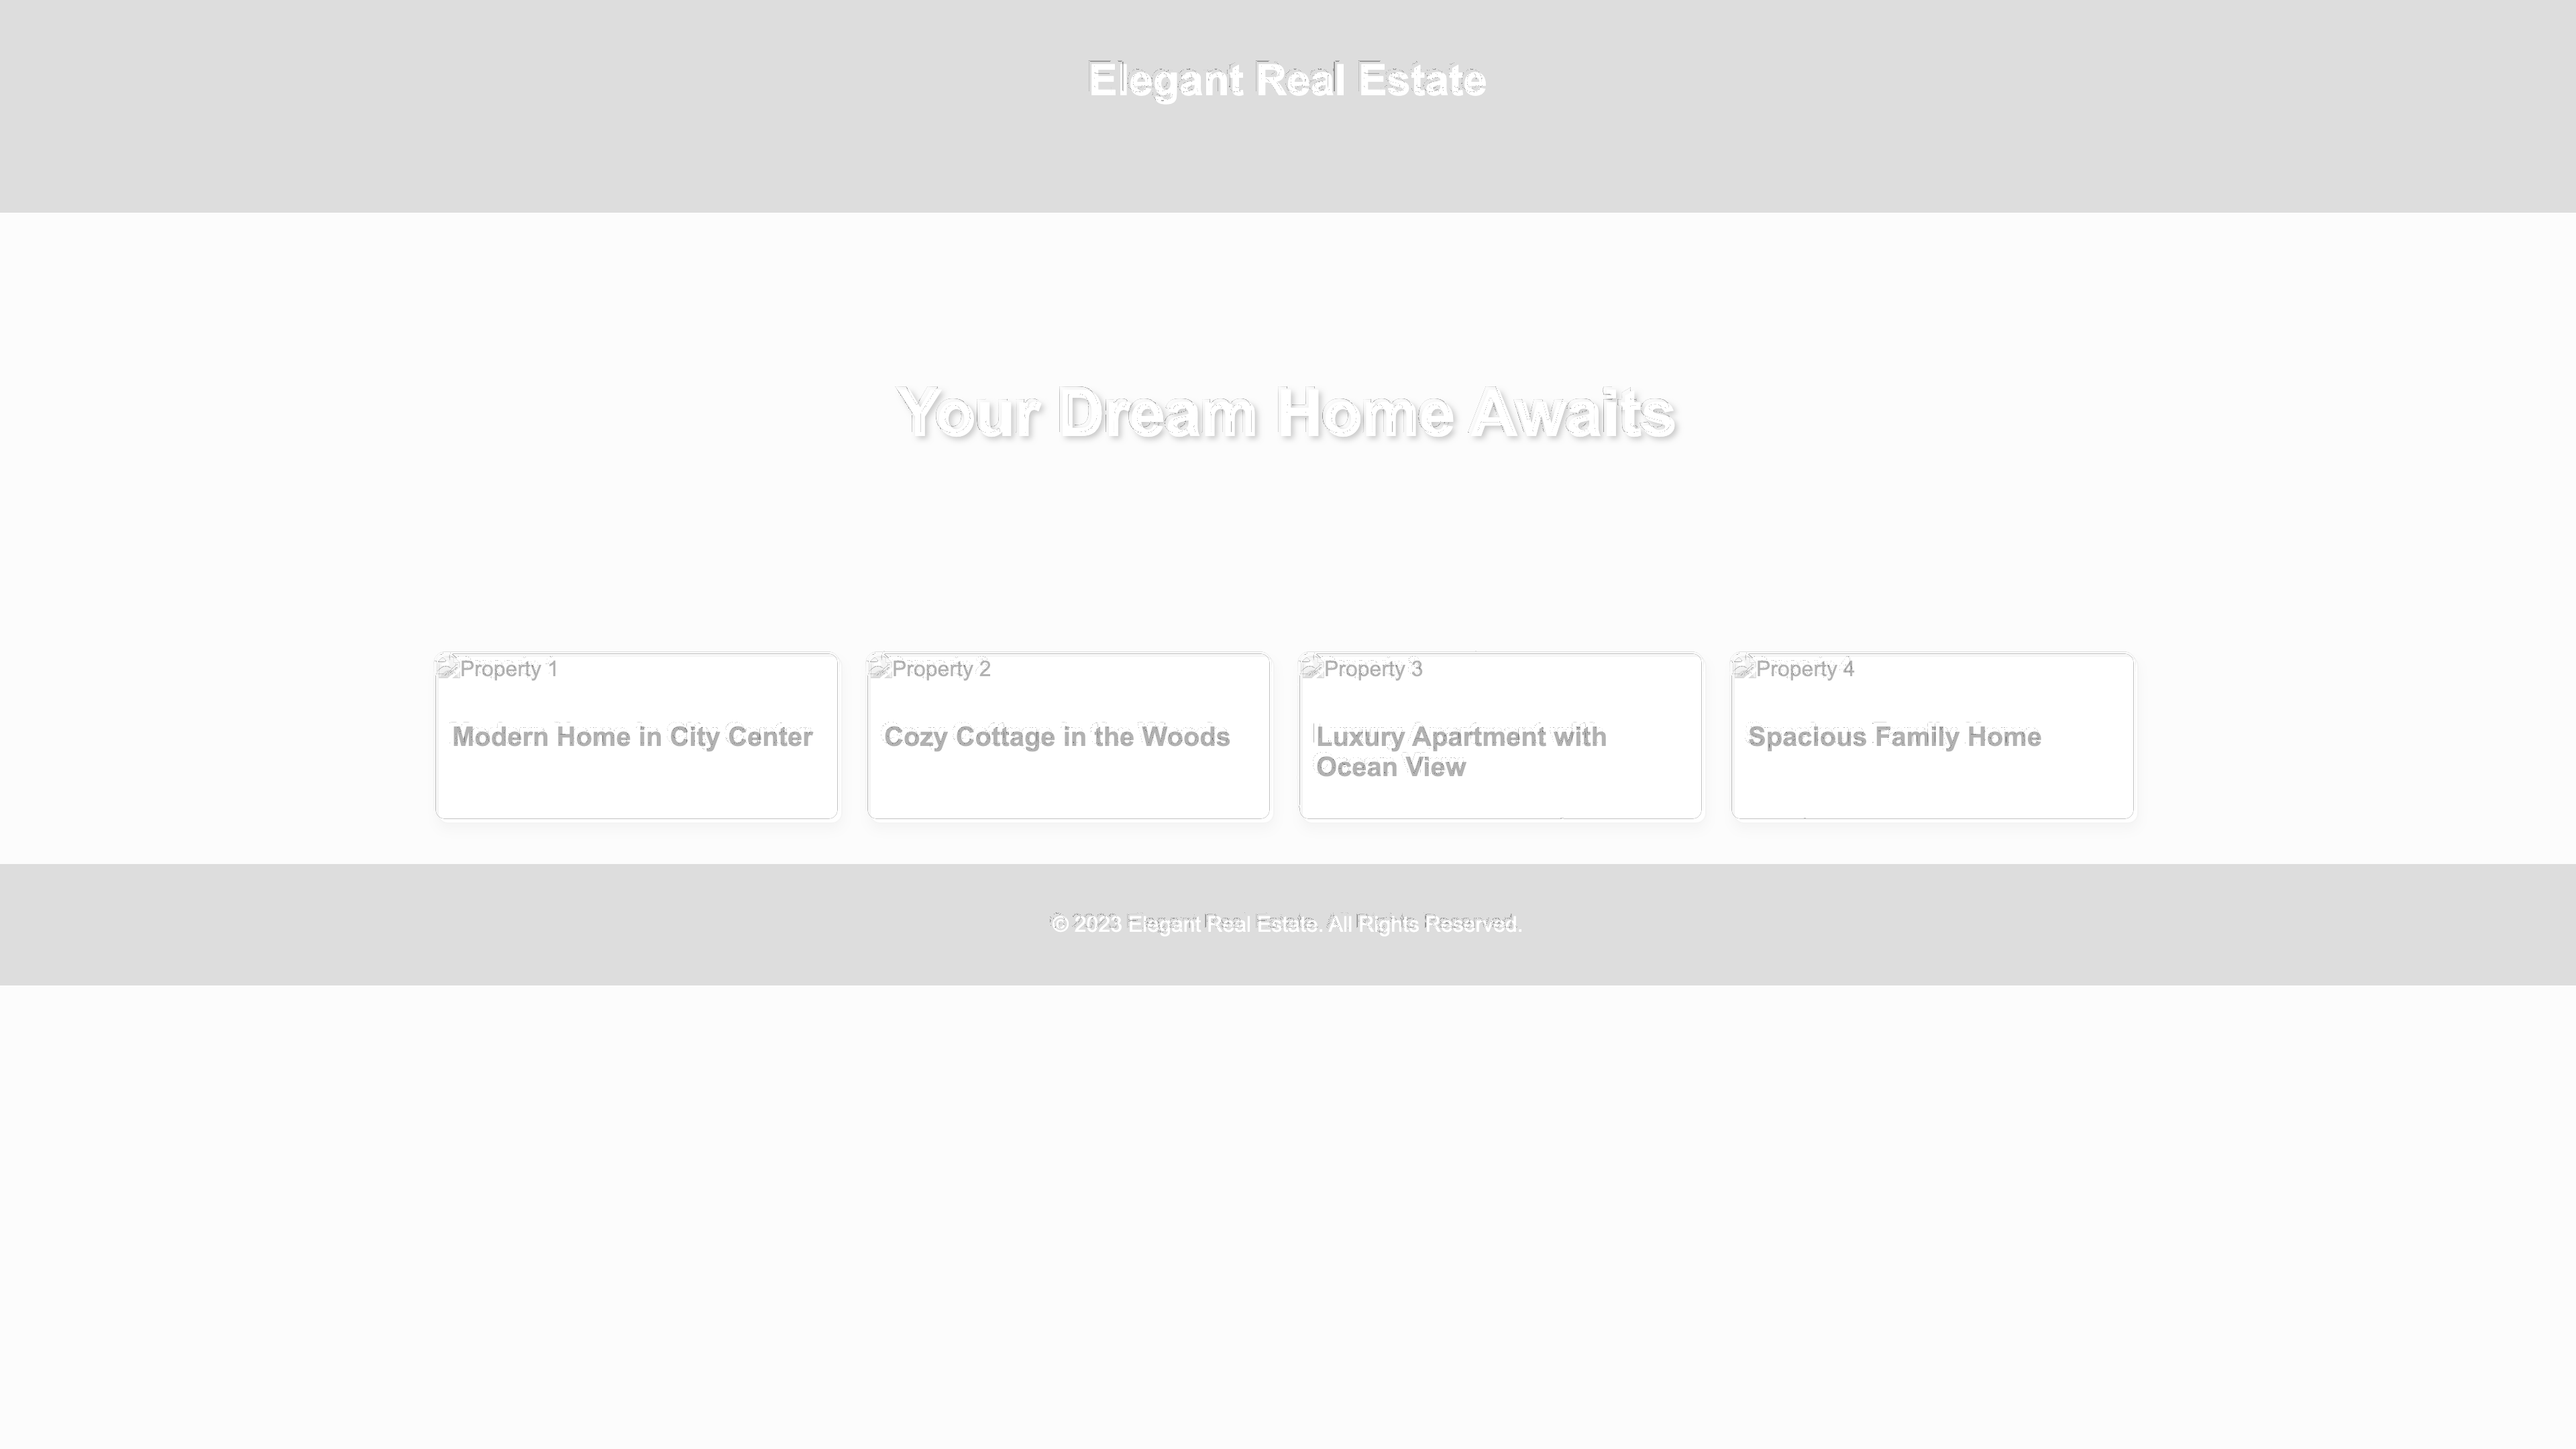 Elegant Real Estate
Your Dream Home Awaits
Property 1
Modern Home in City Center
Property 2
Cozy Cottage in the Woods
Property 3
Luxury Apartment with
Ocean View
Property 4
Spacious Family Home
© 2023 Elegant Real Estate. All Rights Reserved.